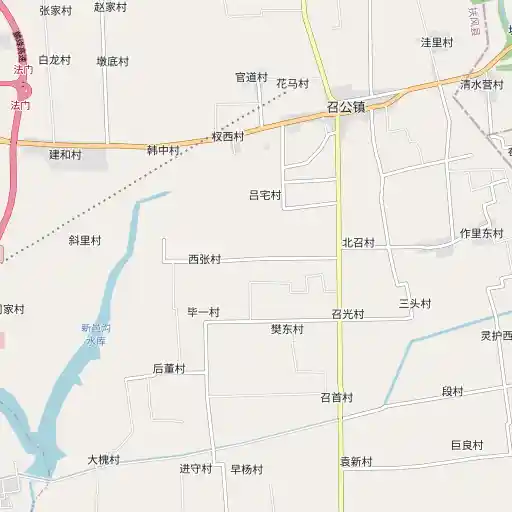 张家村
赵家村
扶风县
洼里村
白龙村
墩底村
法门
官道村
花马村
清水营村
法门
召公镇
杈西村
韩中村
建和村
吕宅村
斜里村
北召村
作里东村
西张村
三头村
毕一村
召光村
新邑沟
水库
樊东村
灵护西
后董村
段村
召首村
巨良村
大槐村
袁新村
进守村
早杨村